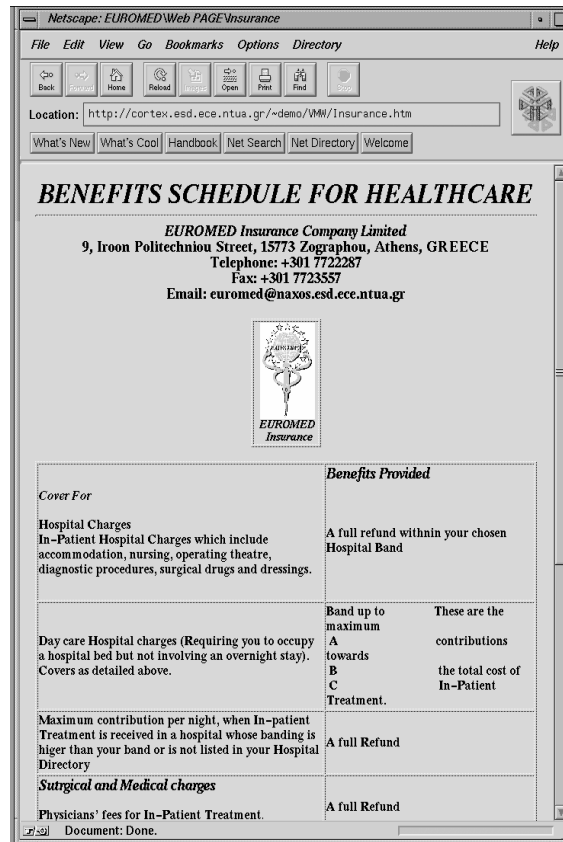 Netscape: EUROMED\Web PAGE\Insurance
File Edit View Go Bookmarks Options Directory Help
Back Forward Home Reload Images Open Print Find Stop
Location: http://cortex.esd.ece.ntua.gr/~demo/VMW/Insurance.htm
What's New What's Cool Handbook Net Search Net Directory Welcome
BENEFITS SCHEDULE FOR HEALTHCARE
EUROMED Insurance Company Limited
9, Iroon Politechniou Street, 15773 Zographou, Athens, GREECE
Telephone: +301 7722287
Fax: +301 7723557
Email: euromed@naxos.esd.ece.ntua.gr
EUROMED
Insurance
Cover For
Hospital Charges
In-Patient Hospital Charges which include
accommodation, nursing, operating theatre,
diagnostic procedures, surgical drugs and dressings.
Benefits Provided
A full refund withnin your chosen
Hospital Band
Day care Hospital charges (Requiring you to occupy
a hospital bed but not involving an overnight stay).
Covers as detailed above.
Band up to These are the
maximum
A contributions
towards
B the total cost of
C In-Patient
Treatment.
Maximum contribution per night, when In-patient
Treatment is received in a hospital whose banding is
higer than your band or is not listed in your Hospital
Directory
A full Refund
Sutrgical and Medical charges
Physicians' fees for In-Patient Treatment.
A full Refund
Document: Done.